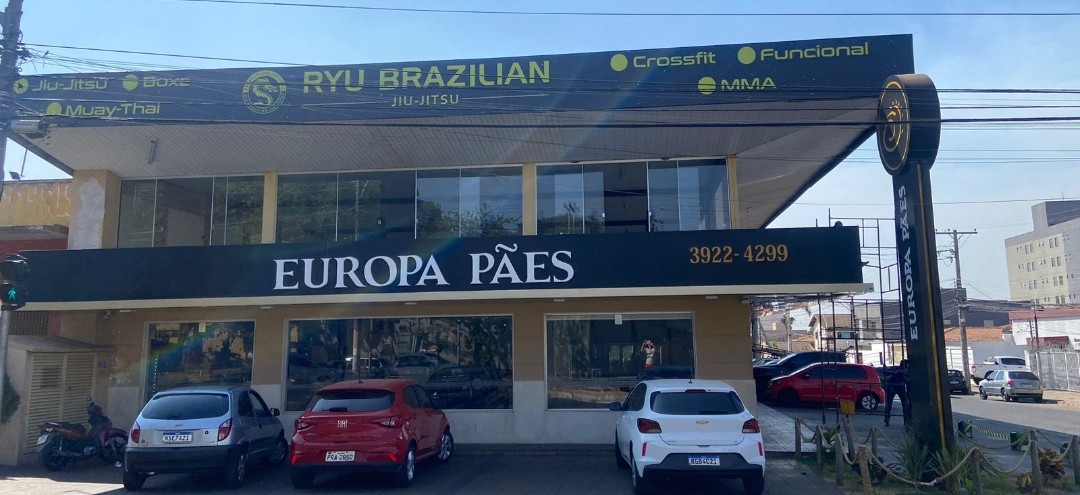 Jiu-Jitsu
Boxe
Muay-Thai
RYU BRAZILIAN
JIU-JITSU
Crossfit
Funcional
MMA
EUROPA PÃES
3922-4299
EUROPA PÃES